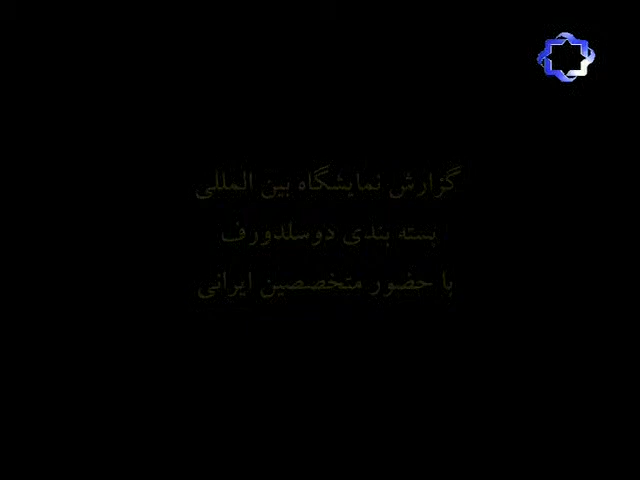 گزارش نمایشگاه بین المللی
بسته بندی دوسلدورف
با حضور متخصصین ایرانی